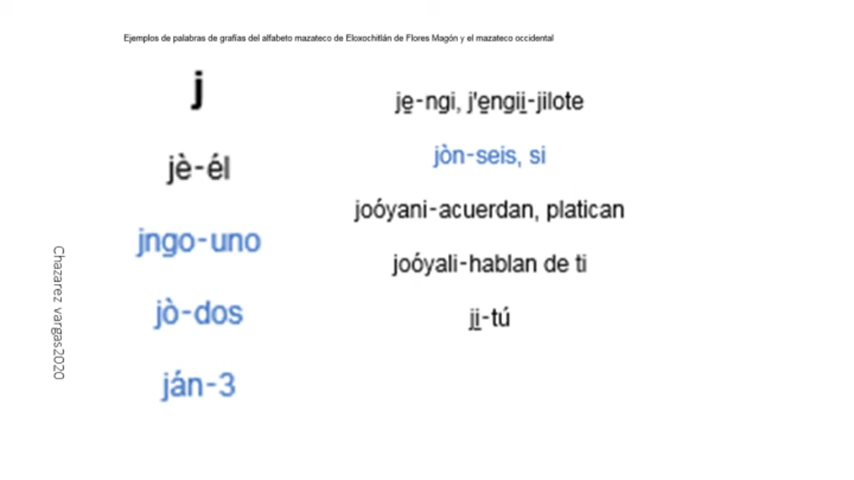 Ejemplos de palabras de grafías del alfabeto mazateco de Eloxochitlán de Flores Magón y el mazateco occidental
j
jè-él
jngo-uno
jò-dos
ján-3
je̱-ngi, j'e̱ngii̱-jilote
jòn-seis, si
joóyani-acuerdan, platican
joóyali-hablan de ti
ji̱-tú
Chazarez vargas2020